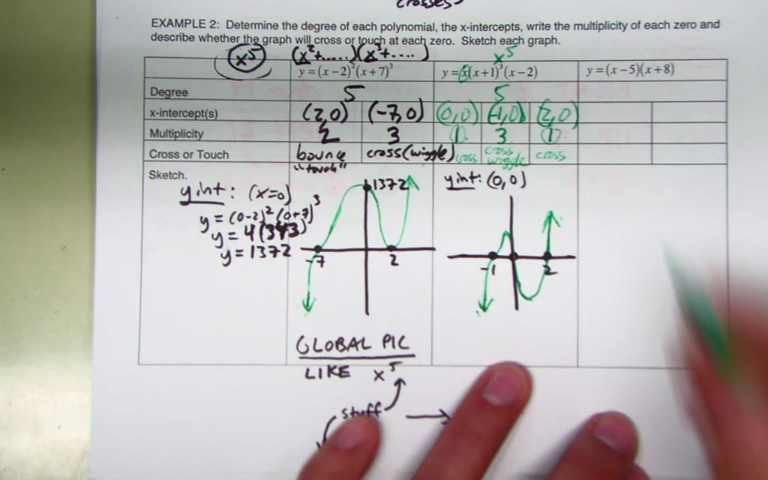 crosses
EXAMPLE 2: Determine the degree of each polynomial, the x-intercepts, write the multiplicity of each zero and
describe whether the graph will cross or touch at each zero. Sketch each graph.
x⁵ (x²+.....)(x³+....) x⁵
y = (x−2)²(x+7)³ y = x(x+1)³(x−2) y = (x−5)(x+8)
Degree 5 5
x-intercept(s) (2,0) (-7,0) (0,0) (-1,0) (2,0)
Multiplicity 2 3 1 3 1
Cross or Touch bounce "touch" cross (wiggle) cross cross wiggle cross
Sketch.
y int: (x=0)
y = (0-2)²(0+7)³
y = 4(343)
y = 1372
1372
-7 2
y int: (0,0)
-1 2
GLOBAL PIC
LIKE x⁵
stuff